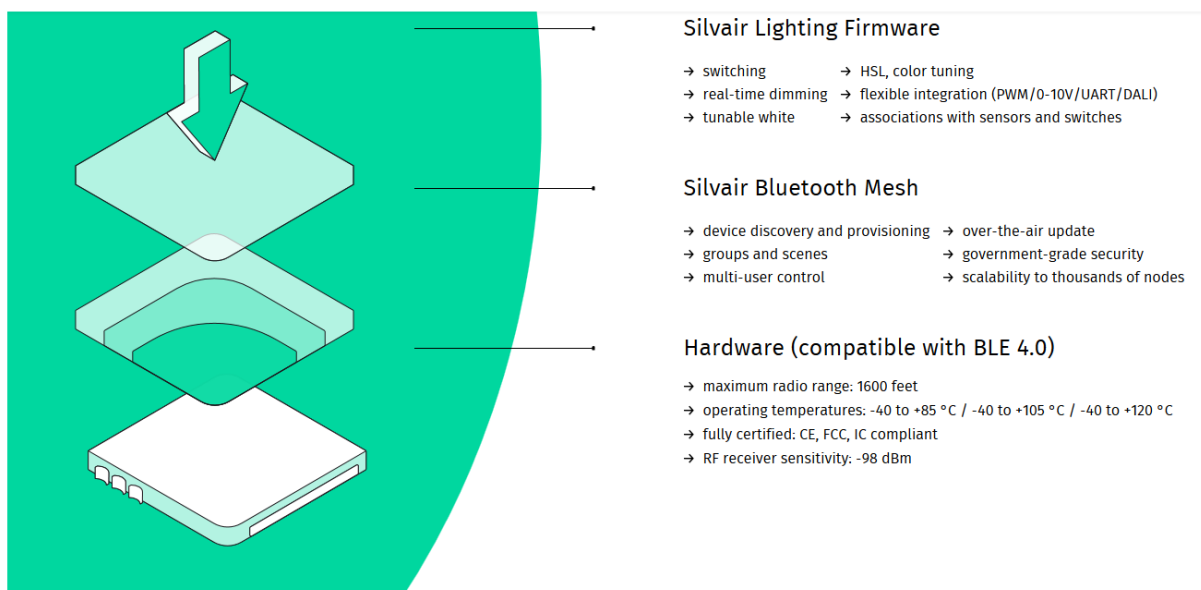 Silvair Lighting Firmware
→ switching → HSL, color tuning
→ real-time dimming → flexible integration (PWM/0-10V/UART/DALI)
→ tunable white → associations with sensors and switches
Silvair Bluetooth Mesh
→ device discovery and provisioning → over-the-air update
→ groups and scenes → government-grade security
→ multi-user control → scalability to thousands of nodes
Hardware (compatible with BLE 4.0)
→ maximum radio range: 1600 feet
→ operating temperatures: -40 to +85 °C / -40 to +105 °C / -40 to +120 °C
→ fully certified: CE, FCC, IC compliant
→ RF receiver sensitivity: -98 dBm